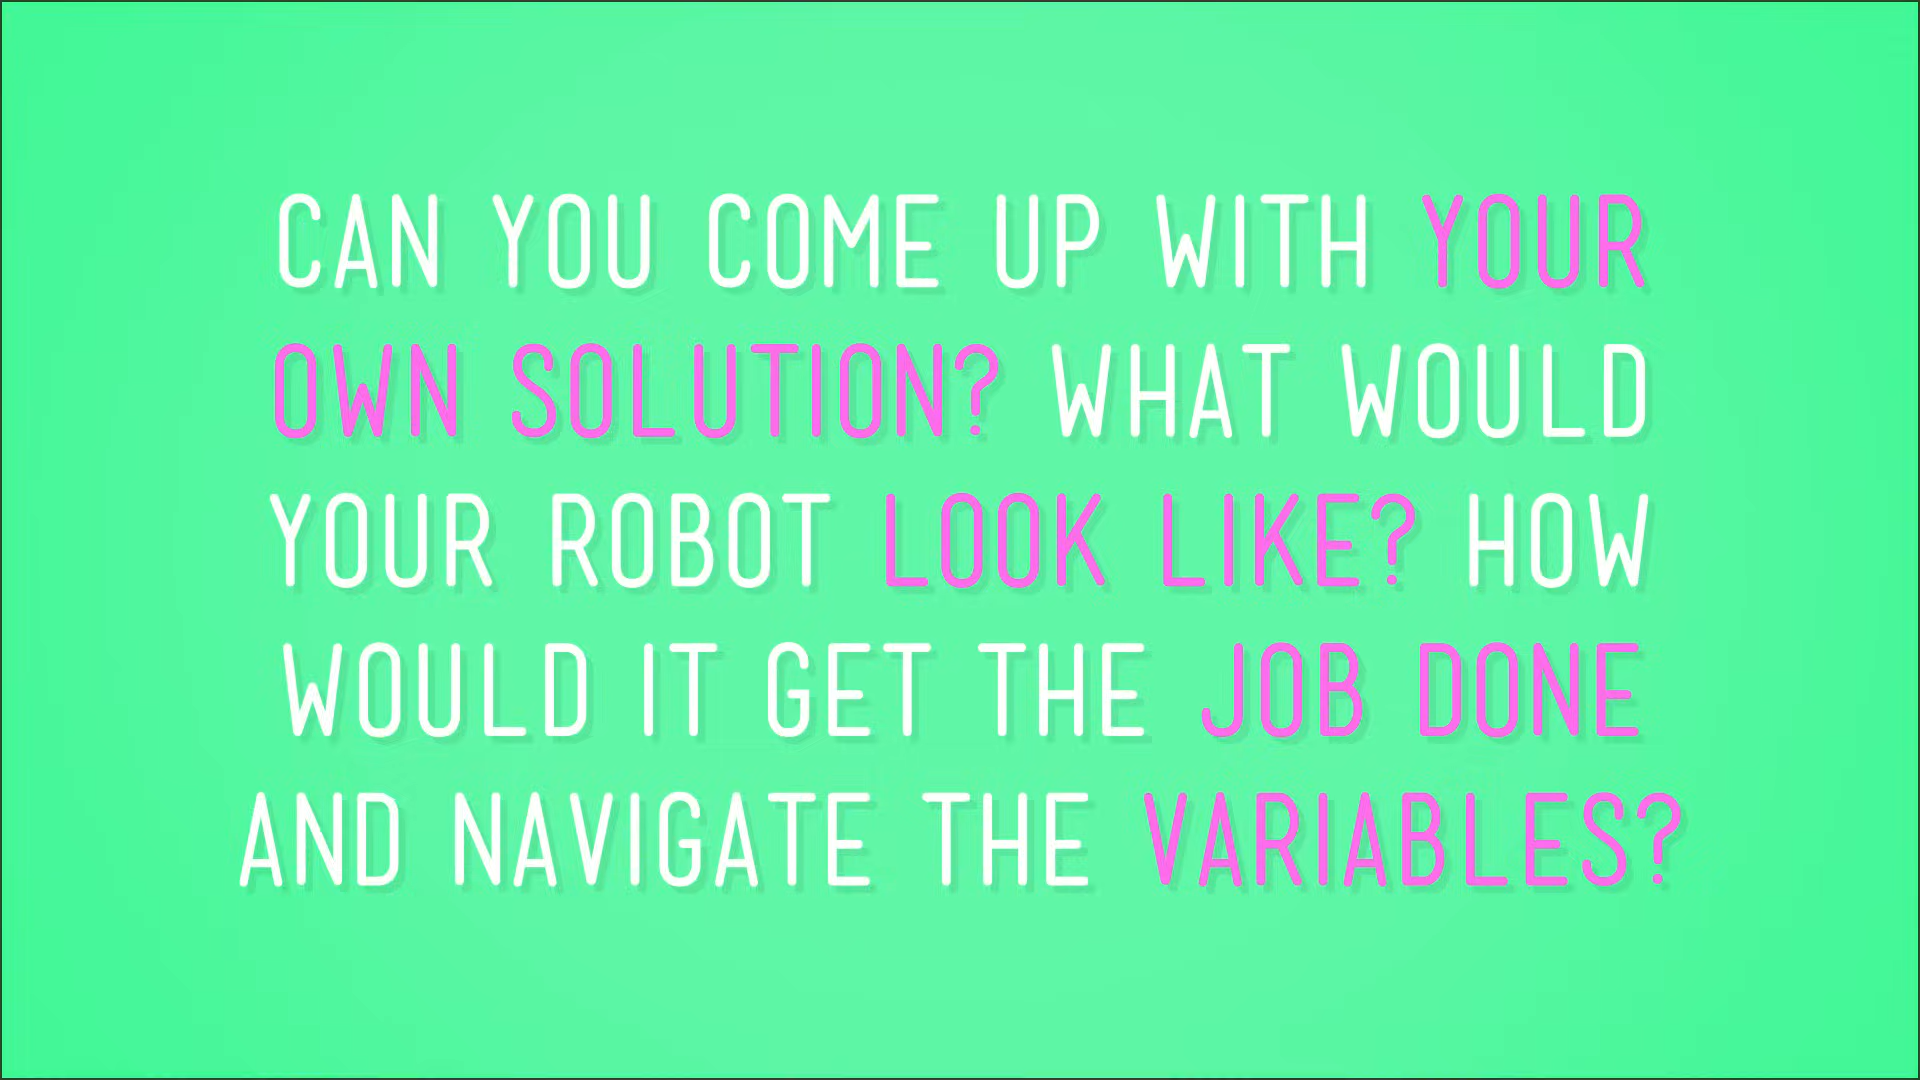 CAN YOU COME UP WITH YOUR
OWN SOLUTION? WHAT WOULD
YOUR ROBOT LOOK LIKE? HOW
WOULD IT GET THE JOB DONE
AND NAVIGATE THE VARIABLES?